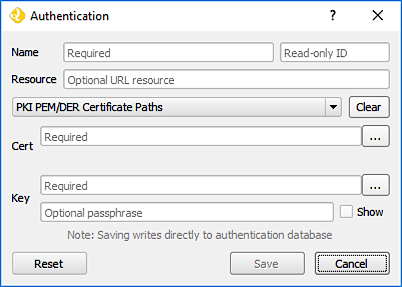 Authentication ? ×
Name Required Read-only ID
Resource Optional URL resource
PKI PEM/DER Certificate Paths Clear
Cert Required ...
Key Required ...
Optional passphrase Show
Note: Saving writes directly to authentication database
Reset Save Cancel